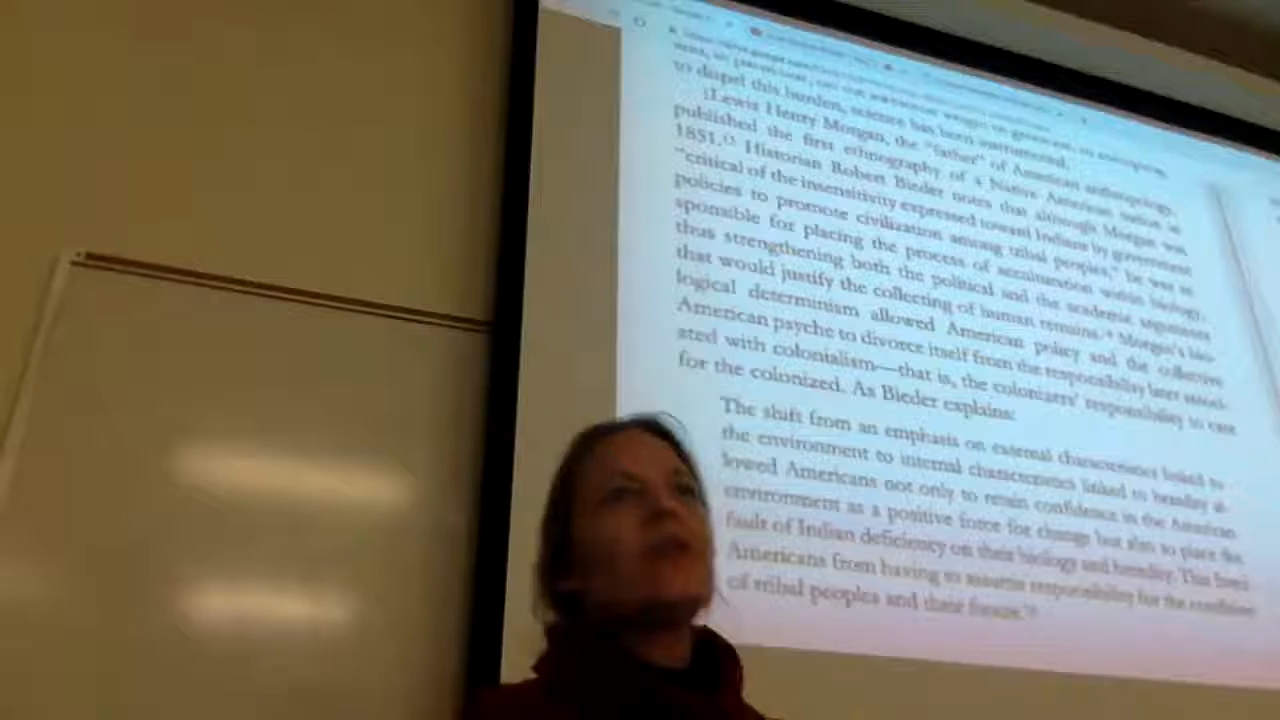 to dispel this burden, science has been instrumental.
Lewis Henry Morgan, the "father" of American anthropology,
published the first ethnography of a Native American nation in
1851. Historian Robert Bieder notes that although Morgan was
"critical of the insensitivity expressed toward Indians by government
policies to promote civilization among tribal peoples," he was re-
sponsible for placing the process of acculturation within biology,
thus strengthening both the political and the academic arguments
that would justify the collecting of human remains. Morgan's bio-
logical determinism allowed American policy and the collective
American psyche to divorce itself from the responsibility later associ-
ated with colonialism—that is, the colonizers' responsibility to care
for the colonized. As Bieder explains:
The shift from an emphasis on external characteristics linked to
the environment to internal characteristics linked to heredity al-
lowed Americans not only to retain confidence in the American
environment as a positive force for change but also to place the
fault of Indian deficiency on their biology and heredity. This freed
Americans from having to assume responsibility for the condition
of tribal peoples and their future."